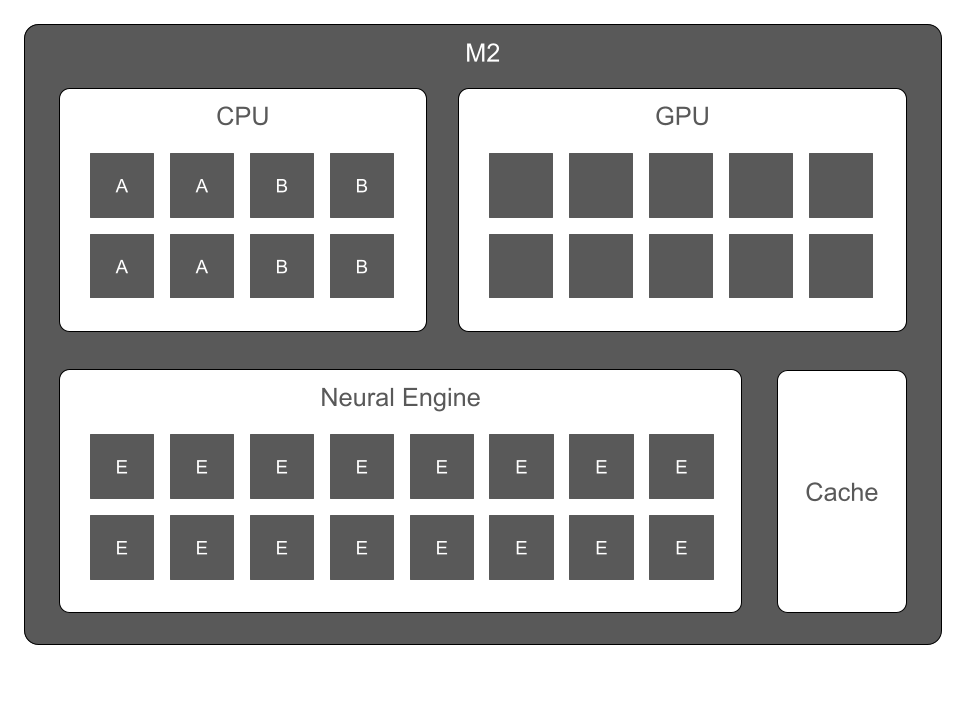 M2
CPU
GPU
A A B B
A A B B
Neural Engine
E E E E E E E E
E E E E E E E E
Cache